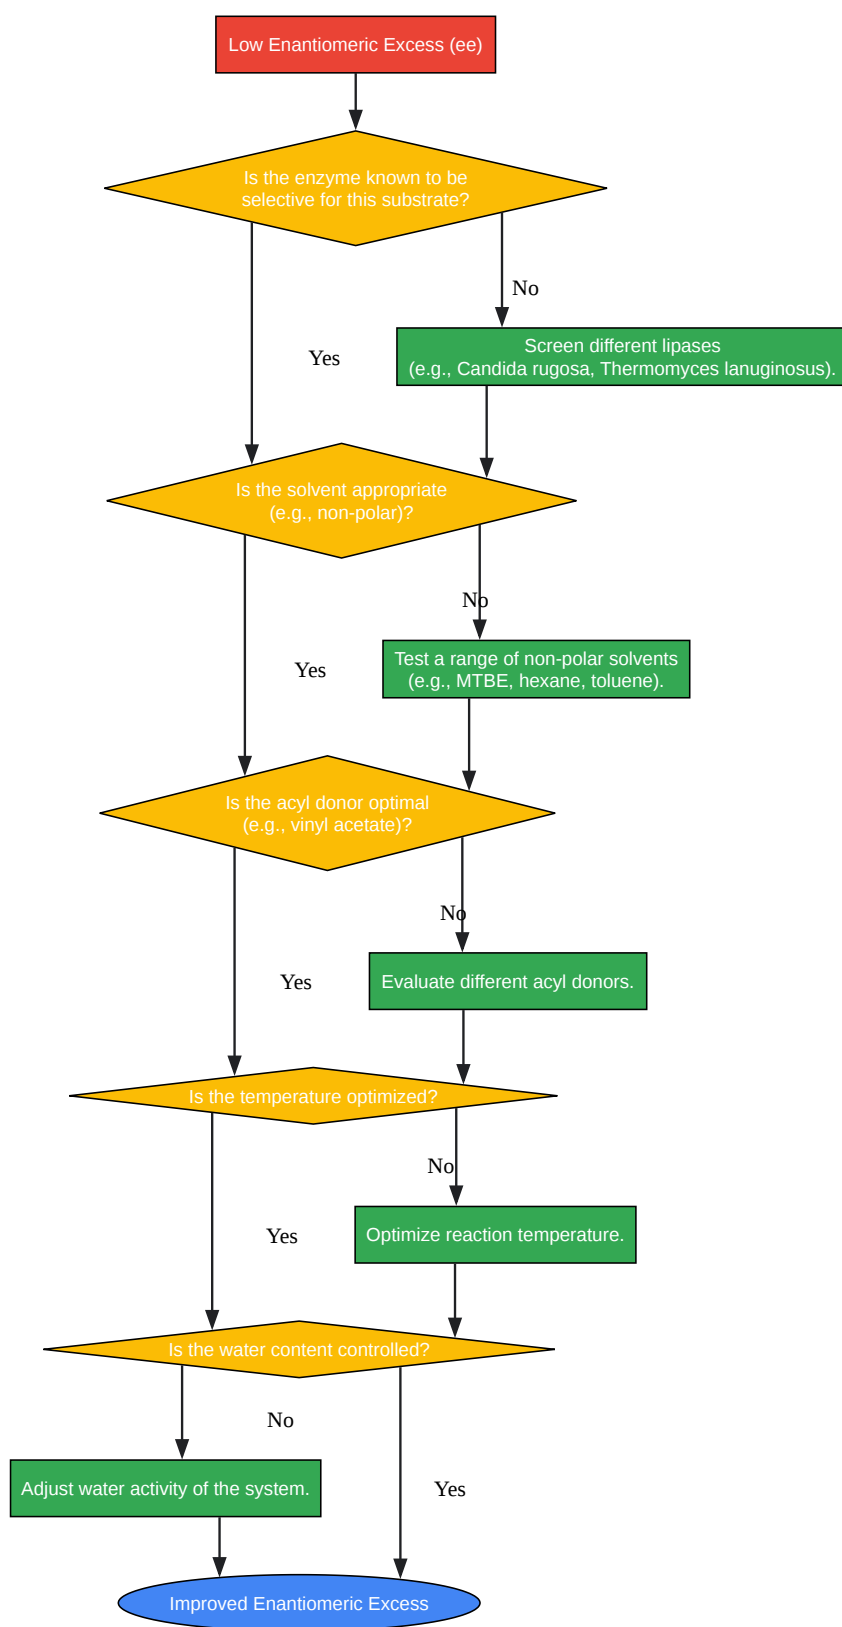 Low Enantiomeric Excess (ee)
Is the enzyme known to be
selective for this substrate?
No
Yes
Screen different lipases
(e.g., Candida rugosa, Thermomyces lanuginosus).
Is the solvent appropriate
(e.g., non-polar)?
No
Yes
Test a range of non-polar solvents
(e.g., MTBE, hexane, toluene).
Is the acyl donor optimal
(e.g., vinyl acetate)?
No
Yes
Evaluate different acyl donors.
Is the temperature optimized?
No
Yes
Optimize reaction temperature.
Is the water content controlled?
No
Adjust water activity of the system.
Yes
Improved Enantiomeric Excess